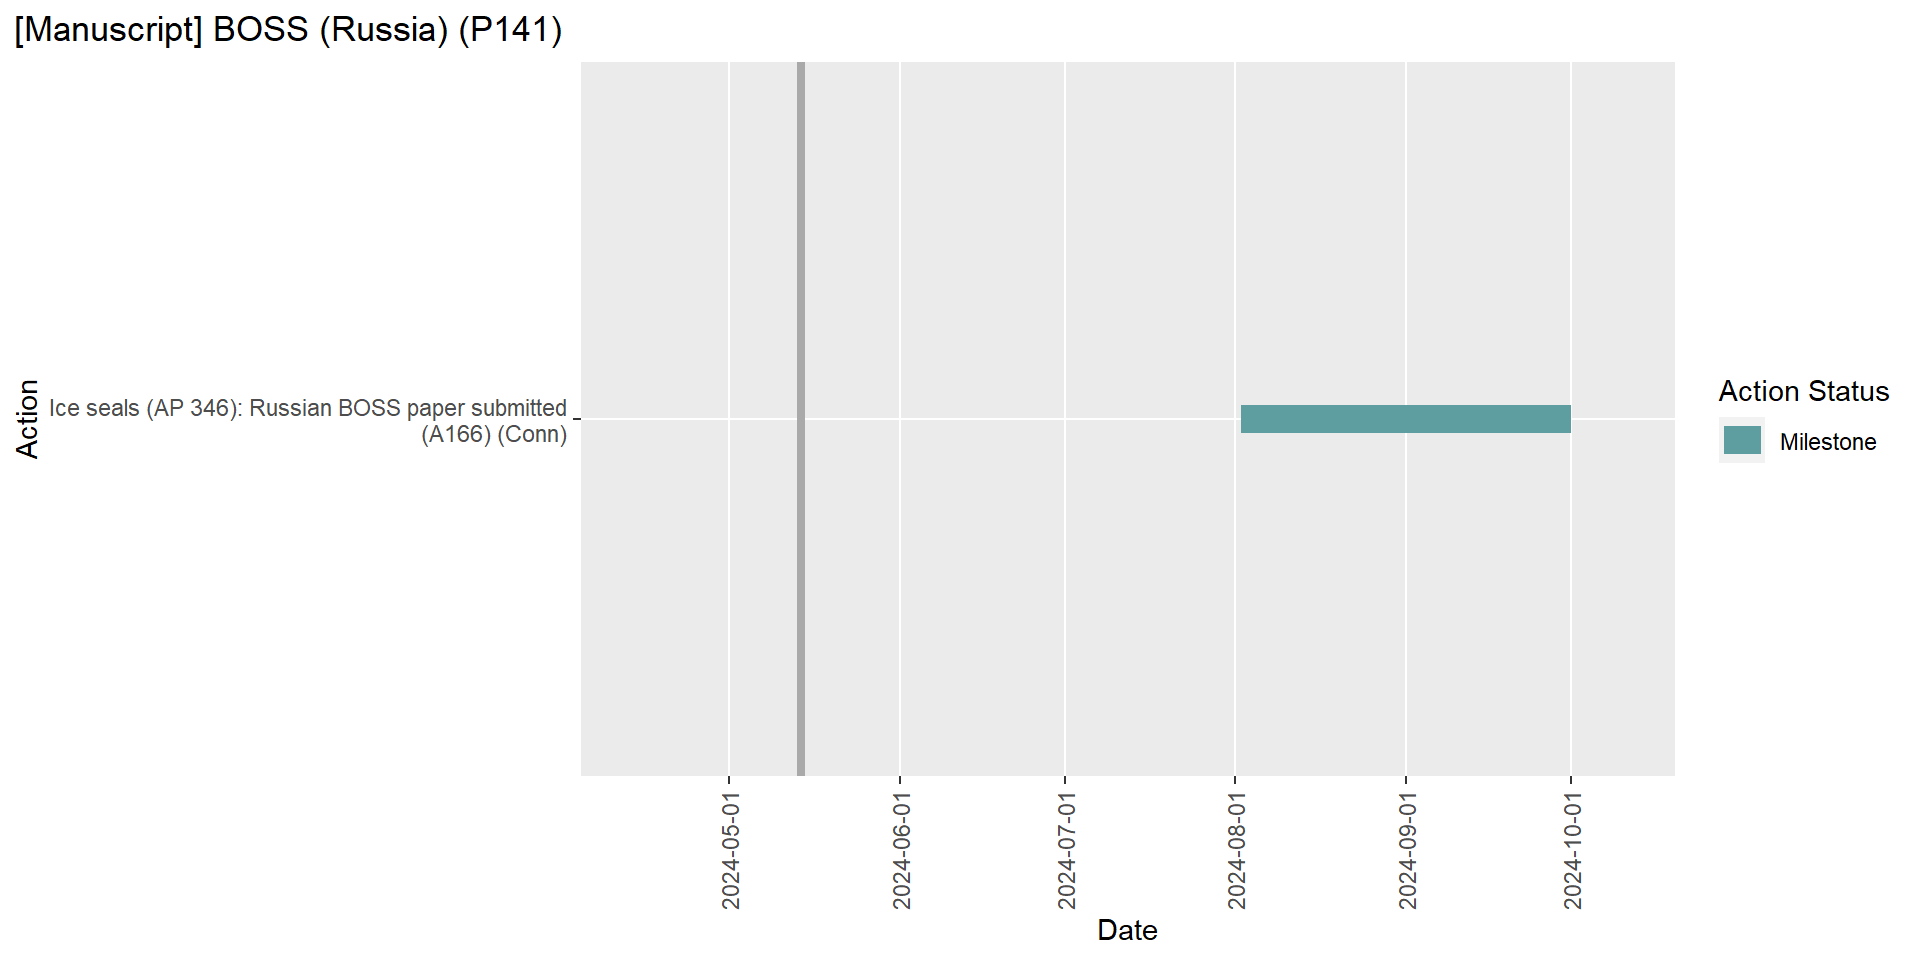 [Manuscript] BOSS (Russia) (P141)
Action
Ice seals (AP 346): Russian BOSS paper submitted
(A166) (Conn)
Action Status
Milestone
2024-05-01
2024-06-01
2024-07-01
2024-08-01
2024-09-01
2024-10-01
Date